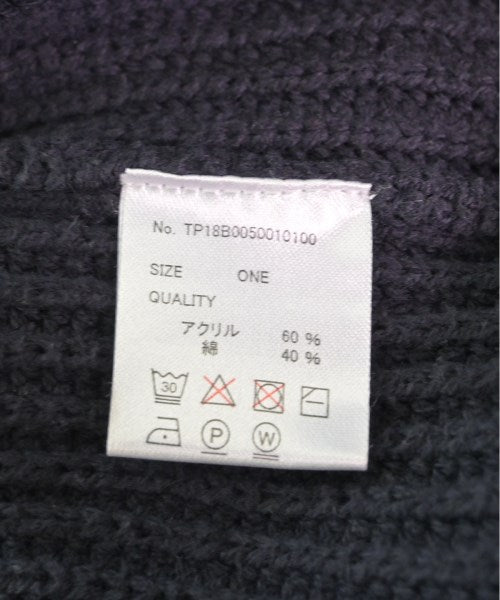 No. TP18B0050010100
SIZE ONE
QUALITY
アクリル 60 %
綿 40 %
30
P W